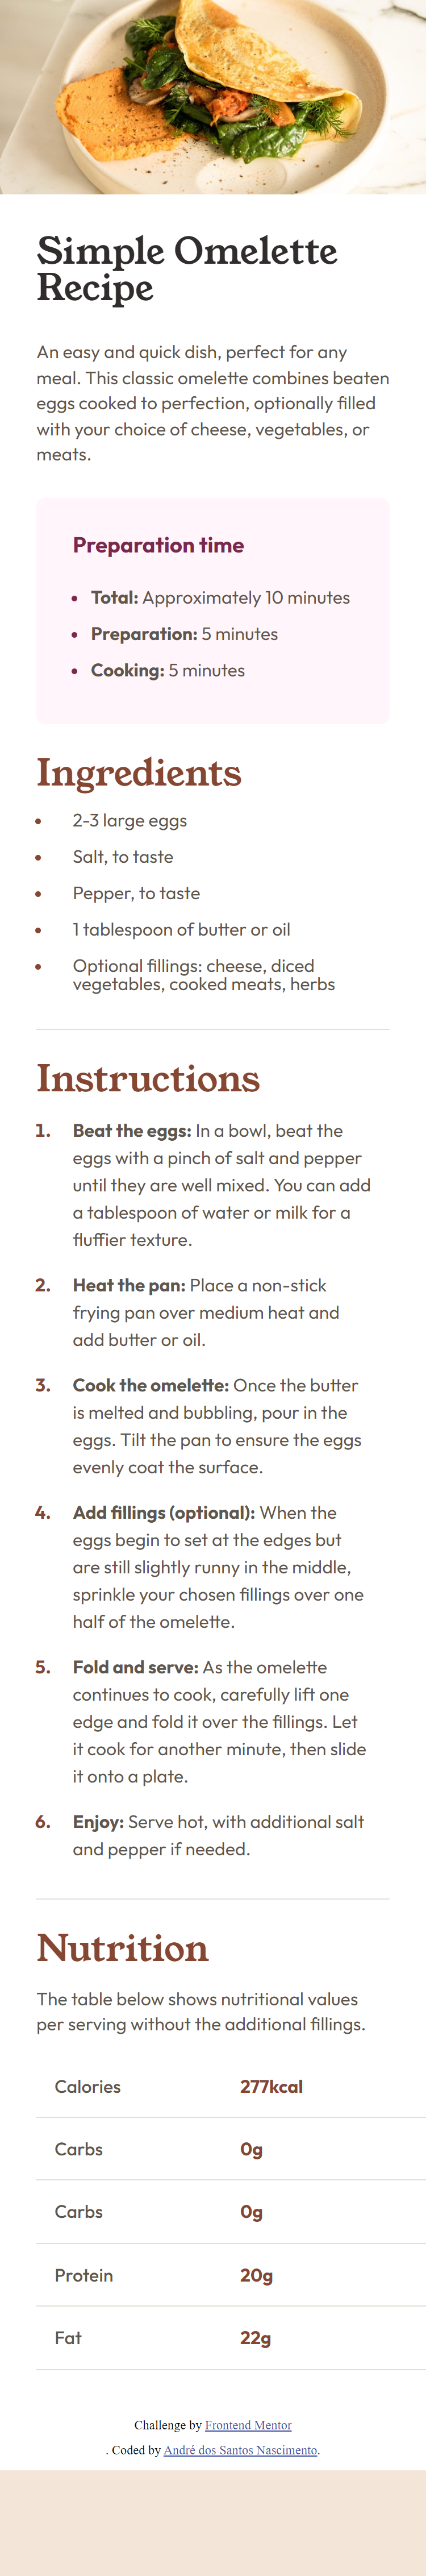 Simple Omelette
Recipe
An easy and quick dish, perfect for any
meal. This classic omelette combines beaten
eggs cooked to perfection, optionally filled
with your choice of cheese, vegetables, or
meats.
Preparation time
• Total: Approximately 10 minutes
• Preparation: 5 minutes
• Cooking: 5 minutes
Ingredients
• 2-3 large eggs
• Salt, to taste
• Pepper, to taste
• 1 tablespoon of butter or oil
• Optional fillings: cheese, diced
vegetables, cooked meats, herbs
Instructions
1. Beat the eggs: In a bowl, beat the
eggs with a pinch of salt and pepper
until they are well mixed. You can add
a tablespoon of water or milk for a
fluffier texture.
2. Heat the pan: Place a non-stick
frying pan over medium heat and
add butter or oil.
3. Cook the omelette: Once the butter
is melted and bubbling, pour in the
eggs. Tilt the pan to ensure the eggs
evenly coat the surface.
4. Add fillings (optional): When the
eggs begin to set at the edges but
are still slightly runny in the middle,
sprinkle your chosen fillings over one
half of the omelette.
5. Fold and serve: As the omelette
continues to cook, carefully lift one
edge and fold it over the fillings. Let
it cook for another minute, then slide
it onto a plate.
6. Enjoy: Serve hot, with additional salt
and pepper if needed.
Nutrition
The table below shows nutritional values
per serving without the additional fillings.
Calories 277kcal
Carbs 0g
Carbs 0g
Protein 20g
Fat 22g
Challenge by Frontend Mentor
. Coded by André dos Santos Nascimento.